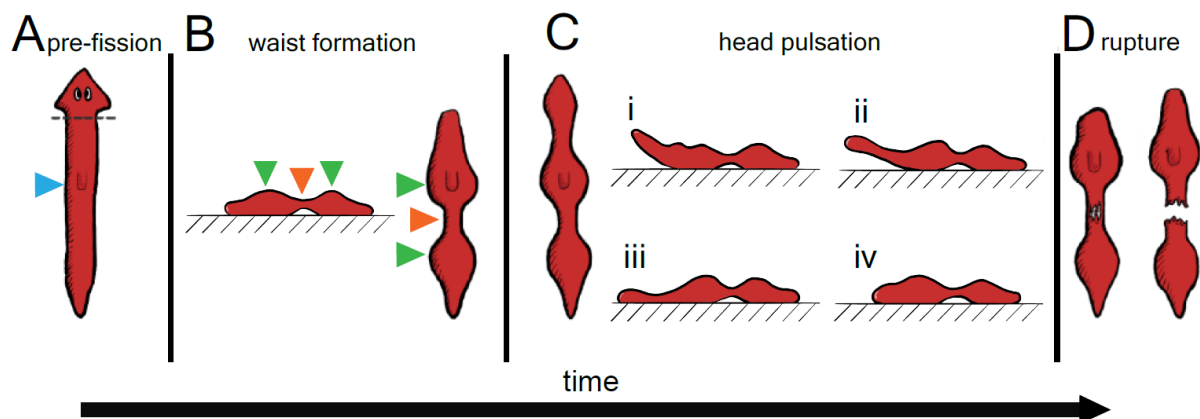 A pre-fission
B waist formation
C head pulsation
D rupture
i
ii
iii
iv
time